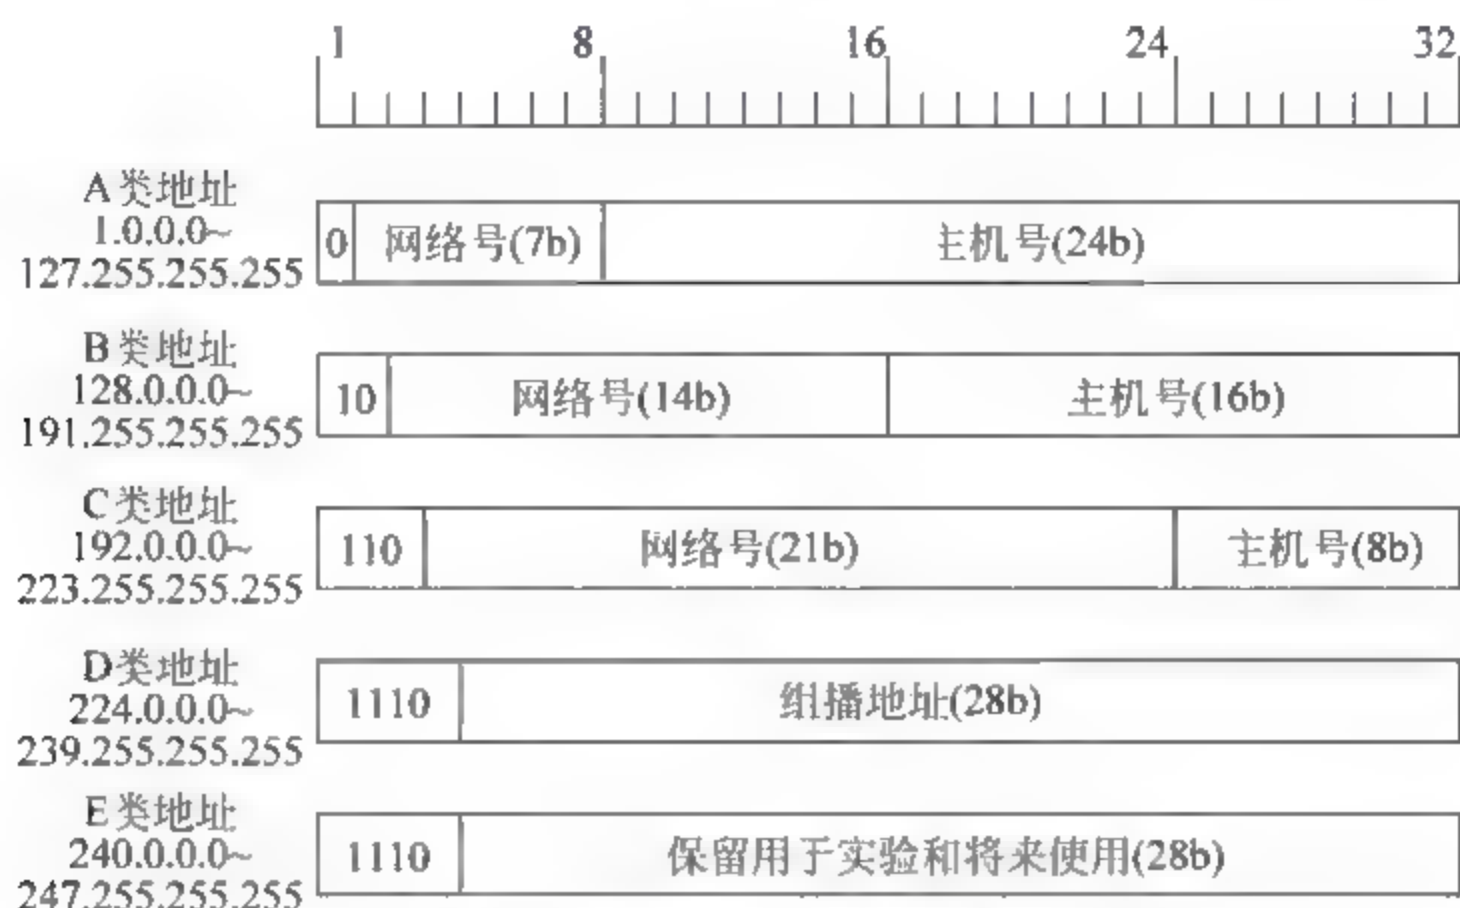 1 8 16 24 32
A类地址
1.0.0.0~
127.255.255.255
0 网络号(7b) 主机号(24b)
B类地址
128.0.0.0~
191.255.255.255
10 网络号(14b) 主机号(16b)
C类地址
192.0.0.0~
223.255.255.255
110 网络号(21b) 主机号(8b)
D类地址
224.0.0.0~
239.255.255.255
1110 组播地址(28b)
E类地址
240.0.0.0~
247.255.255.255
1110 保留用于实验和将来使用(28b)